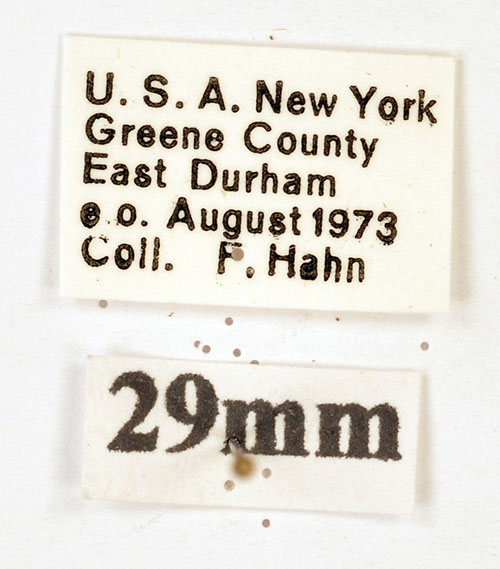 U. S. A. New York
Greene County
East Durham
e.o. August 1973
Coll. F. Hahn
29mm